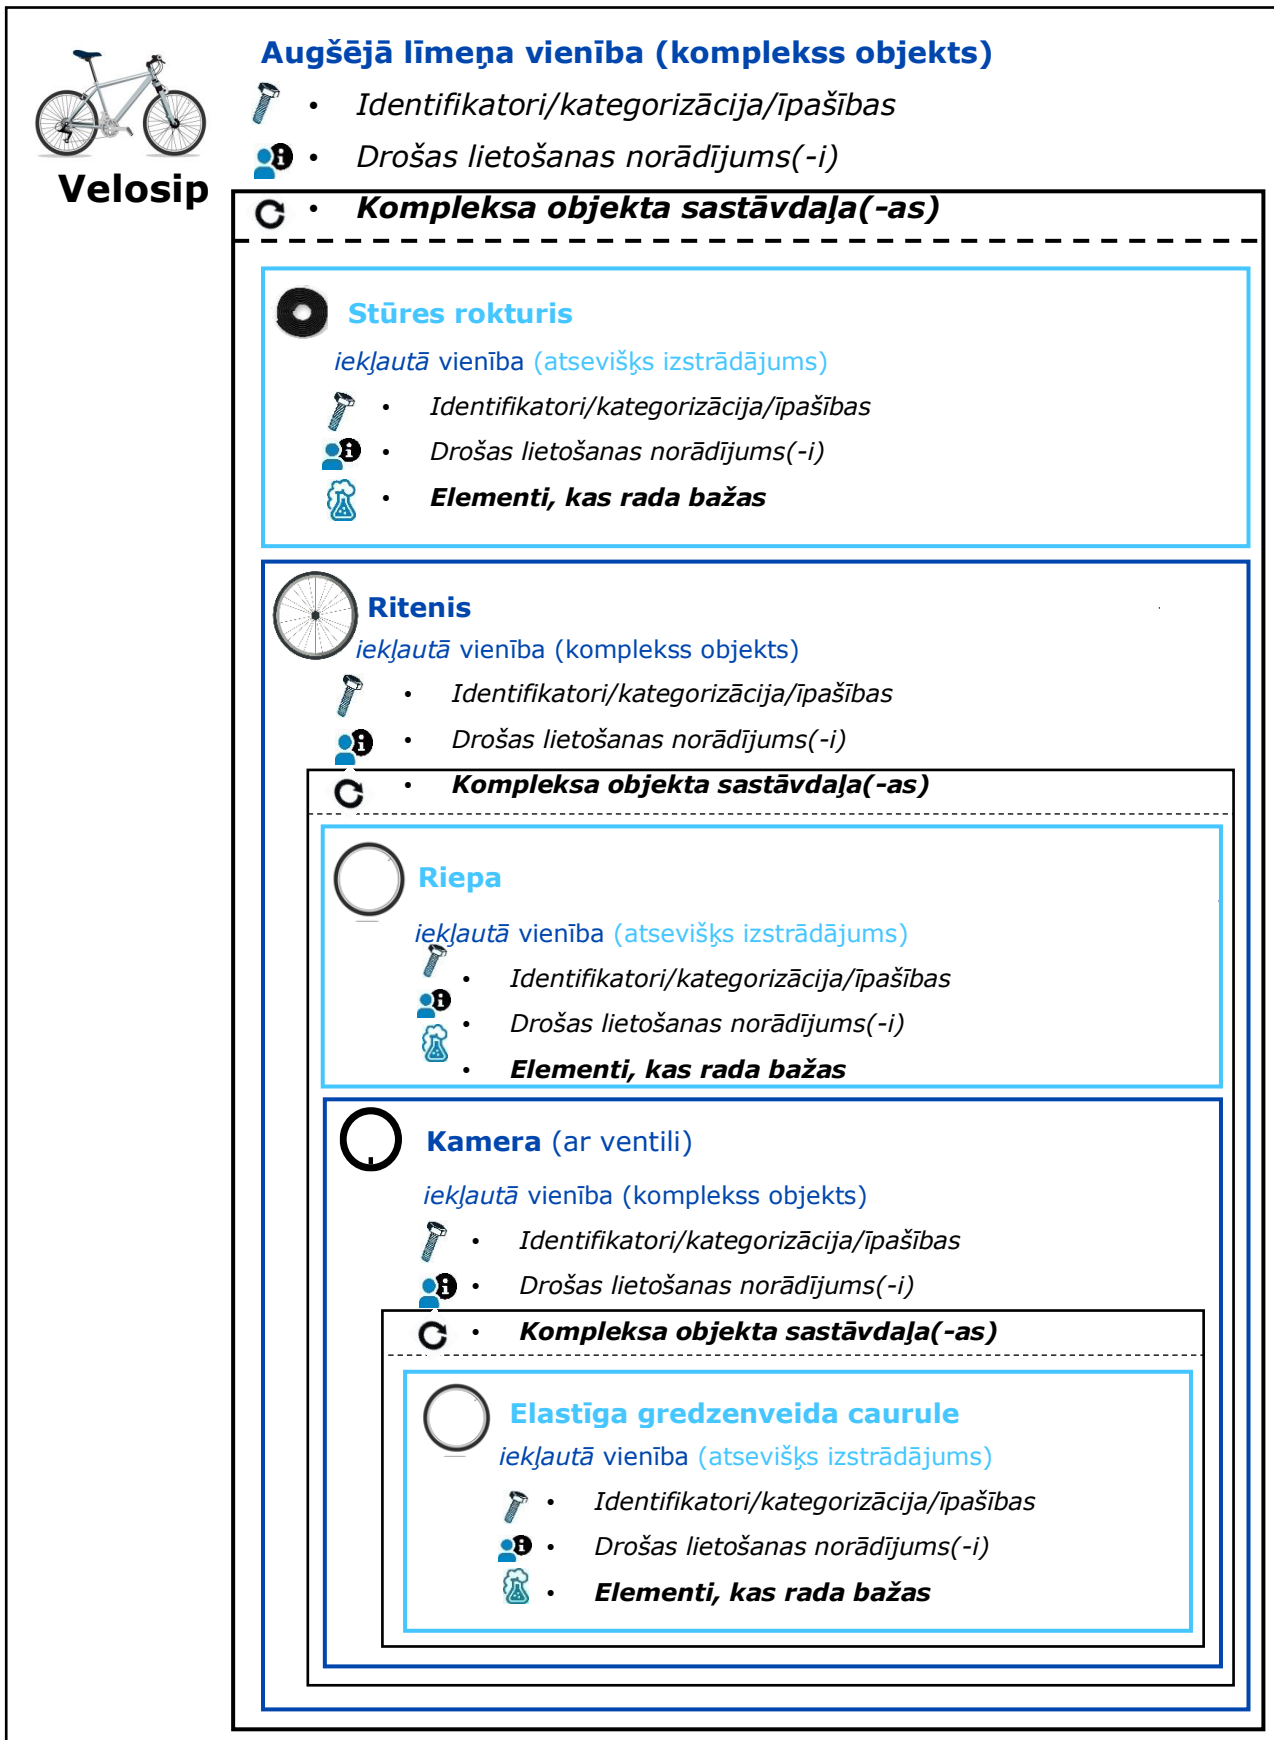 Augšējā līmeņa vienība (komplekss objekts)
• Identifikatori/kategorizācija/īpašības
• Drošas lietošanas norādījums(-i)
Velosip
• Kompleksa objekta sastāvdaļa(-as)
Stūres rokturis
iekļautā vienība (atsevišķs izstrādājums)
• Identifikatori/kategorizācija/īpašības
• Drošas lietošanas norādījums(-i)
• Elementi, kas rada bažas
Ritenis
iekļautā vienība (komplekss objekts)
• Identifikatori/kategorizācija/īpašības
• Drošas lietošanas norādījums(-i)
• Kompleksa objekta sastāvdaļa(-as)
Riepa
iekļautā vienība (atsevišķs izstrādājums)
• Identifikatori/kategorizācija/īpašības
• Drošas lietošanas norādījums(-i)
• Elementi, kas rada bažas
Kamera (ar ventili)
iekļautā vienība (komplekss objekts)
• Identifikatori/kategorizācija/īpašības
• Drošas lietošanas norādījums(-i)
• Kompleksa objekta sastāvdaļa(-as)
Elastīga gredzenveida caurule
iekļautā vienība (atsevišķs izstrādājums)
• Identifikatori/kategorizācija/īpašības
• Drošas lietošanas norādījums(-i)
• Elementi, kas rada bažas